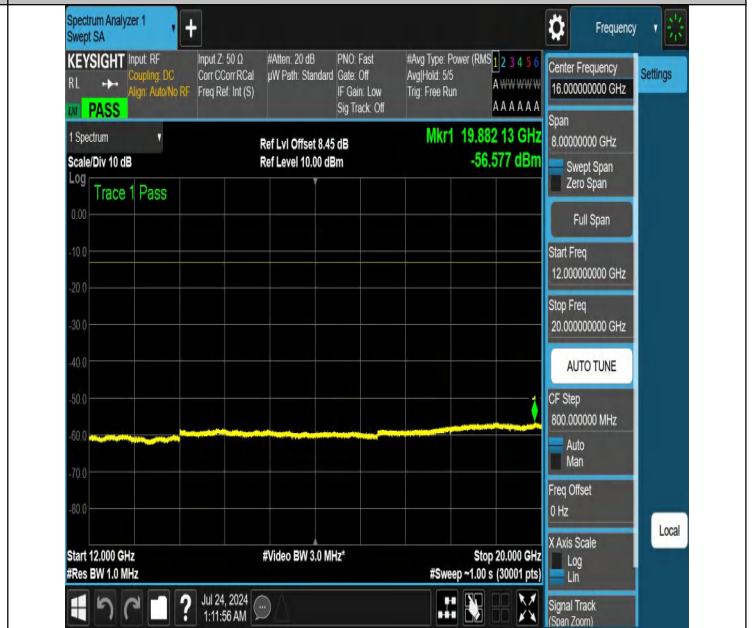 Spectrum Analyzer 1
Swept SA
Frequency
KEYSIGHT
RL
PASS
Input: RF
Coupling: DC
Align: Auto/No RF
Input Z: 50 Ω
Corr CCorr RCal
Freq Ref: Int (S)
#Atten: 20 dB
µW Path: Standard
PNO: Fast
Gate: Off
IF Gain: Low
Sig Track: Off
#Avg Type: Power (RMS
Avg|Hold: 5/5
Trig: Free Run
1 2 3 4 5 6
A W W W W W
A A A A A A
Center Frequency
16.000000000 GHz
Settings
Span
8.00000000 GHz
Swept Span
Zero Span
Full Span
Start Freq
12.000000000 GHz
Stop Freq
20.000000000 GHz
AUTO TUNE
CF Step
800.000000 MHz
Auto
Man
Freq Offset
0 Hz
X Axis Scale
Log
Lin
Signal Track
(Span Zoom)
Local
1 Spectrum
Scale/Div 10 dB
Ref Lvl Offset 8.45 dB
Ref Level 10.00 dBm
Mkr1 19.882 13 GHz
-56.577 dBm
Log
Trace 1 Pass
0.00
-10.0
-20.0
-30.0
-40.0
-50.0
-60.0
-70.0
-80.0
1
Start 12.000 GHz
#Res BW 1.0 MHz
#Video BW 3.0 MHz*
Stop 20.000 GHz
#Sweep ~1.00 s (30001 pts)
?
Jul 24, 2024
1:11:56 AM